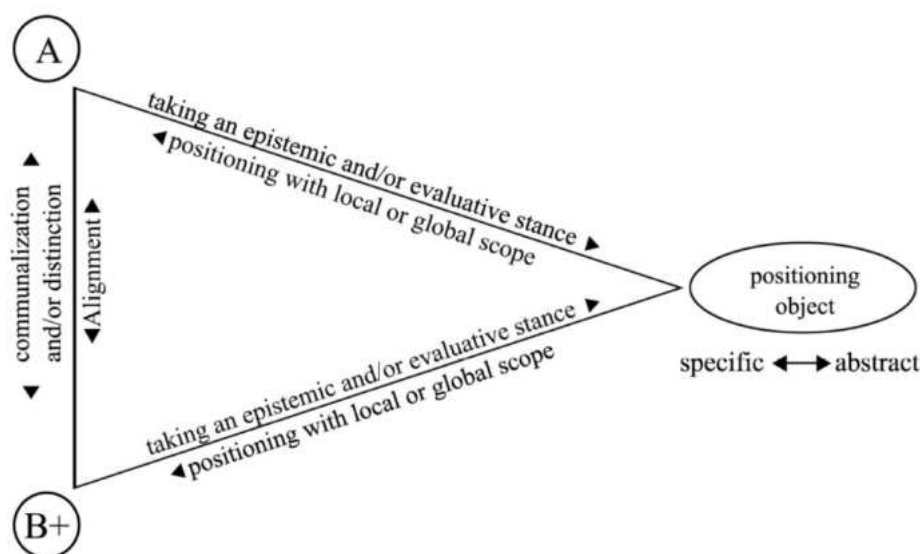 A
taking an epistemic and/or evaluative stance
positioning with local or global scope
communalization
and/or distinction
Alignment
positioning
object
specific
abstract
taking an epistemic and/or evaluative stance
positioning with local or global scope
B+